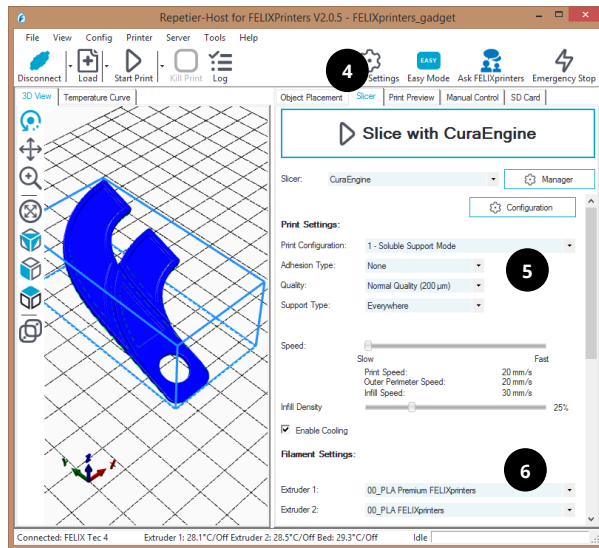 Repetier-Host for FELIXPrinters V2.0.5 - FELIXprinters_gadget
File View Config Printer Server Tools Help
Disconnect Load Start Print Kill Print Log 4 Settings EASY Easy Mode Ask FELIXprinters Emergency Stop
3D View Temperature Curve
Object Placement Slicer Print Preview Manual Control SD Card
Slice with CuraEngine
Slicer: CuraEngine Manager
Configuration
Print Settings:
Print Configuration: 1 - Soluble Support Mode
Adhesion Type: None
5
Quality: Normal Quality (200 µm)
Support Type: Everywhere
Speed:
Slow Fast
Print Speed: 20 mm/s
Outer Perimeter Speed: 20 mm/s
Infill Speed: 30 mm/s
Infill Density 25%
Enable Cooling
Filament Settings:
6
Extruder 1: 00_PLA Premium FELIXprinters
Extruder 2: 00_PLA FELIXprinters
Connected: FELIX Tec 4 Extruder 1: 28.1°C/Off Extruder 2: 28.5°C/Off Bed: 29.3°C/Off Idle